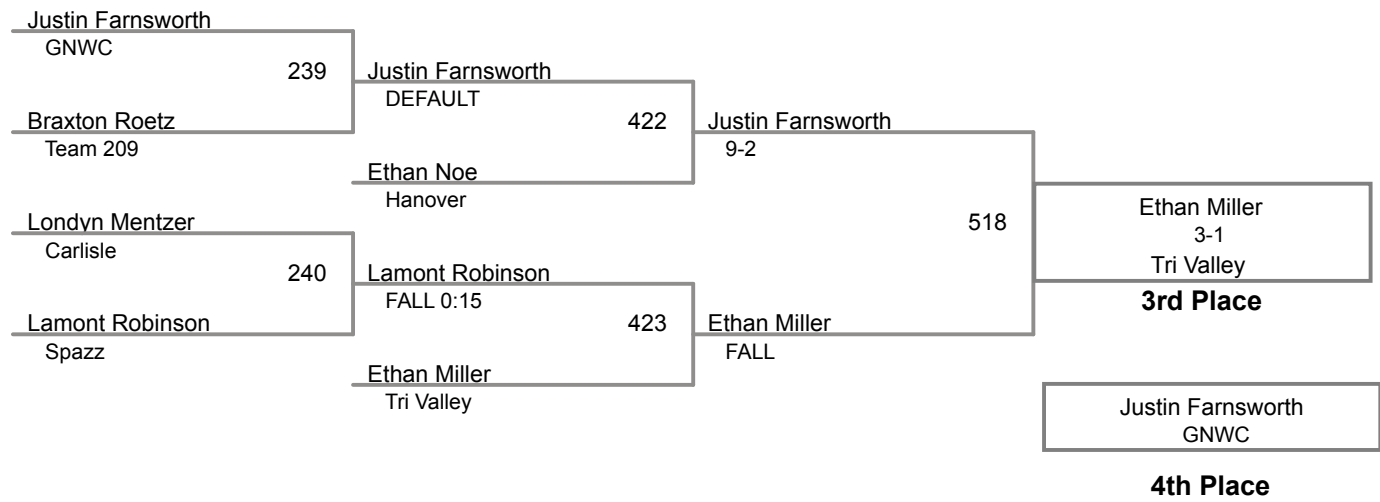 Justin Farnsworth
GNWC
239
Justin Farnsworth
DEFAULT
Braxton Roetz
Team 209
422
Justin Farnsworth
9-2
Ethan Noe
Hanover
Londyn Mentzer
Carlisle
518
Ethan Miller
3-1
Tri Valley
3rd Place
240
Lamont Robinson
FALL 0:15
Lamont Robinson
Spazz
423
Ethan Miller
FALL
Ethan Miller
Tri Valley
Justin Farnsworth
GNWC
4th Place